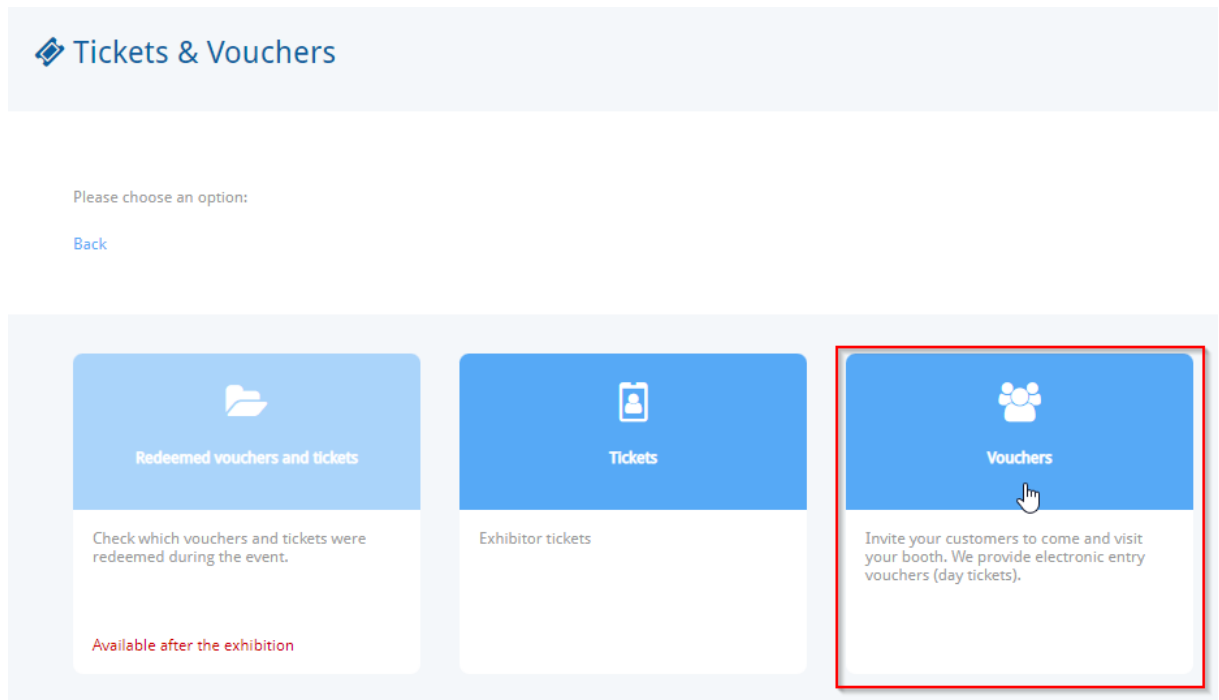 Tickets & Vouchers
Please choose an option:
Back
Redeemed vouchers and tickets
Check which vouchers and tickets were
redeemed during the event.
Available after the exhibition
Tickets
Exhibitor tickets
Vouchers
Invite your customers to come and visit
your booth. We provide electronic entry
vouchers (day tickets).